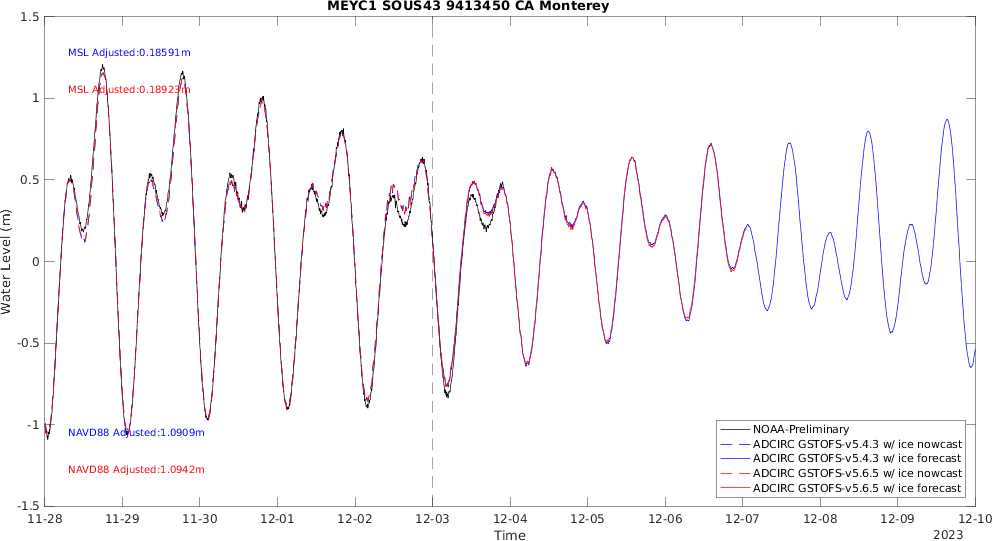 MEYC1 SOUS43 9413450 CA Monterey
1.5
MSL Adjusted:0.18591m
MSL Adjusted:0.18923m
1
0.5
0
-0.5
-1
-1.5
Water Level (m)
NAVD88 Adjusted:1.0909m
NAVD88 Adjusted:1.0942m
NOAA-Preliminary
ADCIRC GSTOFS-v5.4.3 w/ ice nowcast
ADCIRC GSTOFS-v5.4.3 w/ ice forecast
ADCIRC GSTOFS-v5.6.5 w/ ice nowcast
ADCIRC GSTOFS-v5.6.5 w/ ice forecast
11-28 11-29 11-30 12-01 12-02 12-03 12-04 12-05 12-06 12-07 12-08 12-09 12-10
Time
2023